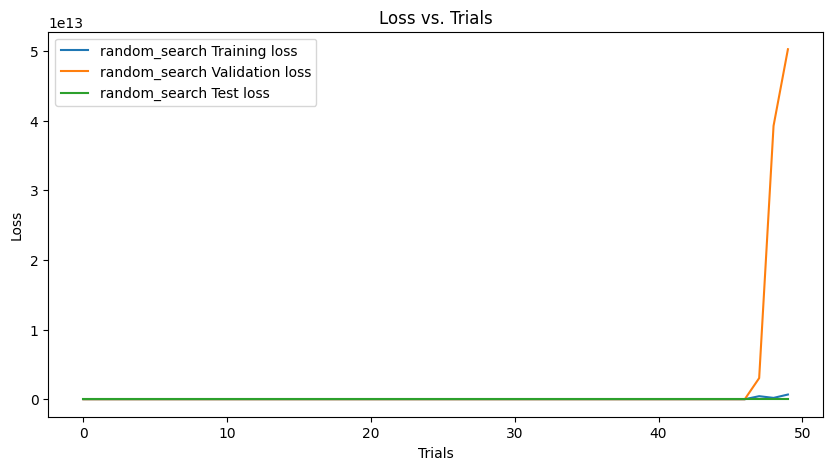 Loss vs. Trials
1e13
random_search Training loss
random_search Validation loss
random_search Test loss
5
4
3
2
1
0
Loss
0 10 20 30 40 50
Trials